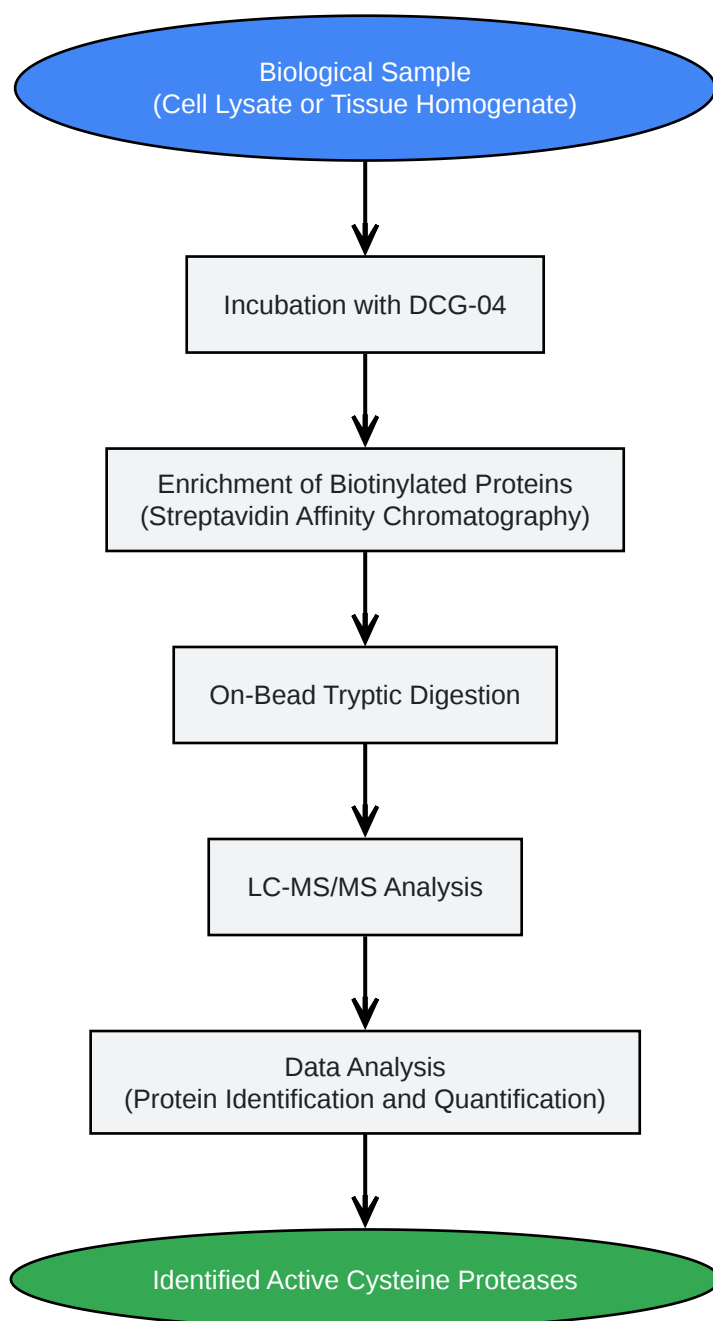 Biological Sample
(Cell Lysate or Tissue Homogenate)
Incubation with DCG-04
Enrichment of Biotinylated Proteins
(Streptavidin Affinity Chromatography)
On-Bead Tryptic Digestion
LC-MS/MS Analysis
Data Analysis
(Protein Identification and Quantification)
Identified Active Cysteine Proteases